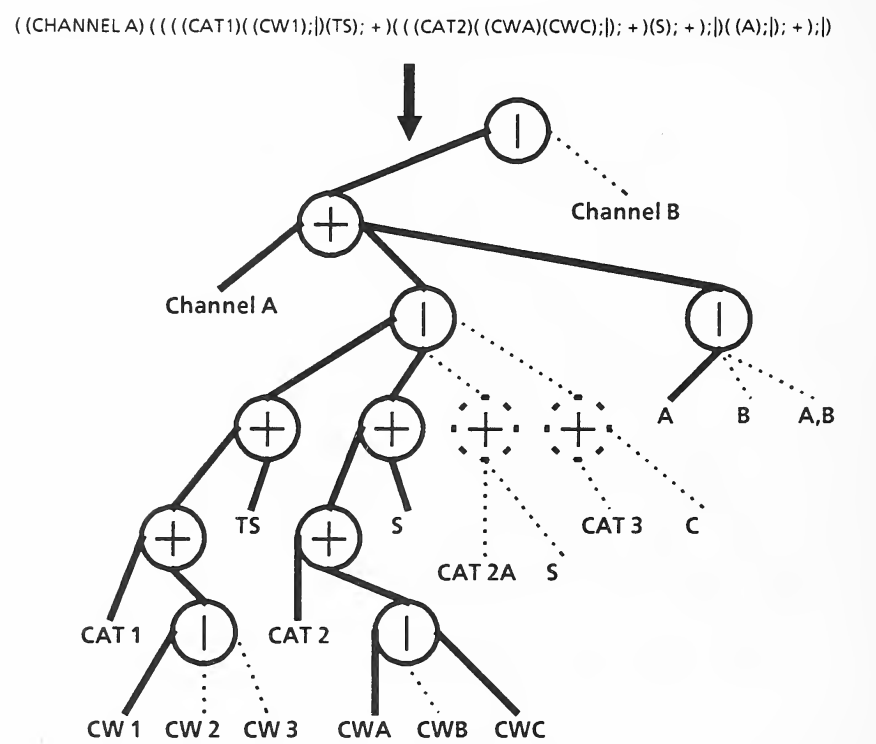 ((CHANNEL A) ((((CAT1)((CW1);|)(TS); +)(((CAT2)((CWA)(CWC);|); +)(S); +);|)((A);|); +);|)
|
Channel B
+
Channel A
|
|
+
+
+
+
A
B
A,B
TS
S
CAT 3
C
+
+
CAT 2A
S
CAT 1
|
CAT 2
|
CW 1
CW 2
CW 3
CWA
CWB
CWC